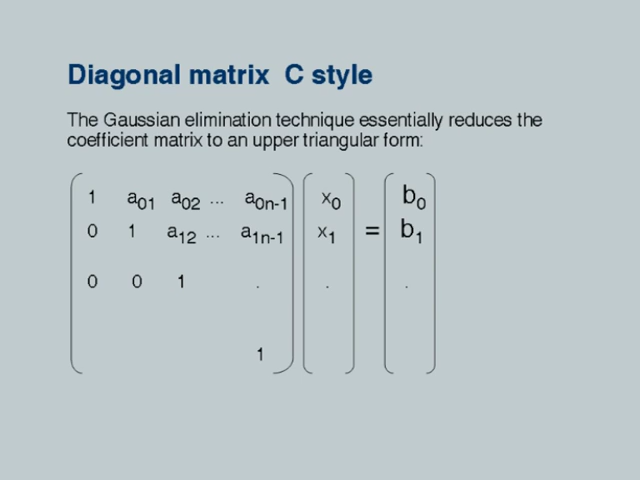 Diagonal matrix C style
The Gaussian elimination technique essentially reduces the
coefficient matrix to an upper triangular form:
1 a01 a02 ... a0n-1 x0 b0
0 1 a12 ... a1n-1 x1 = b1
0 0 1 . . .
1